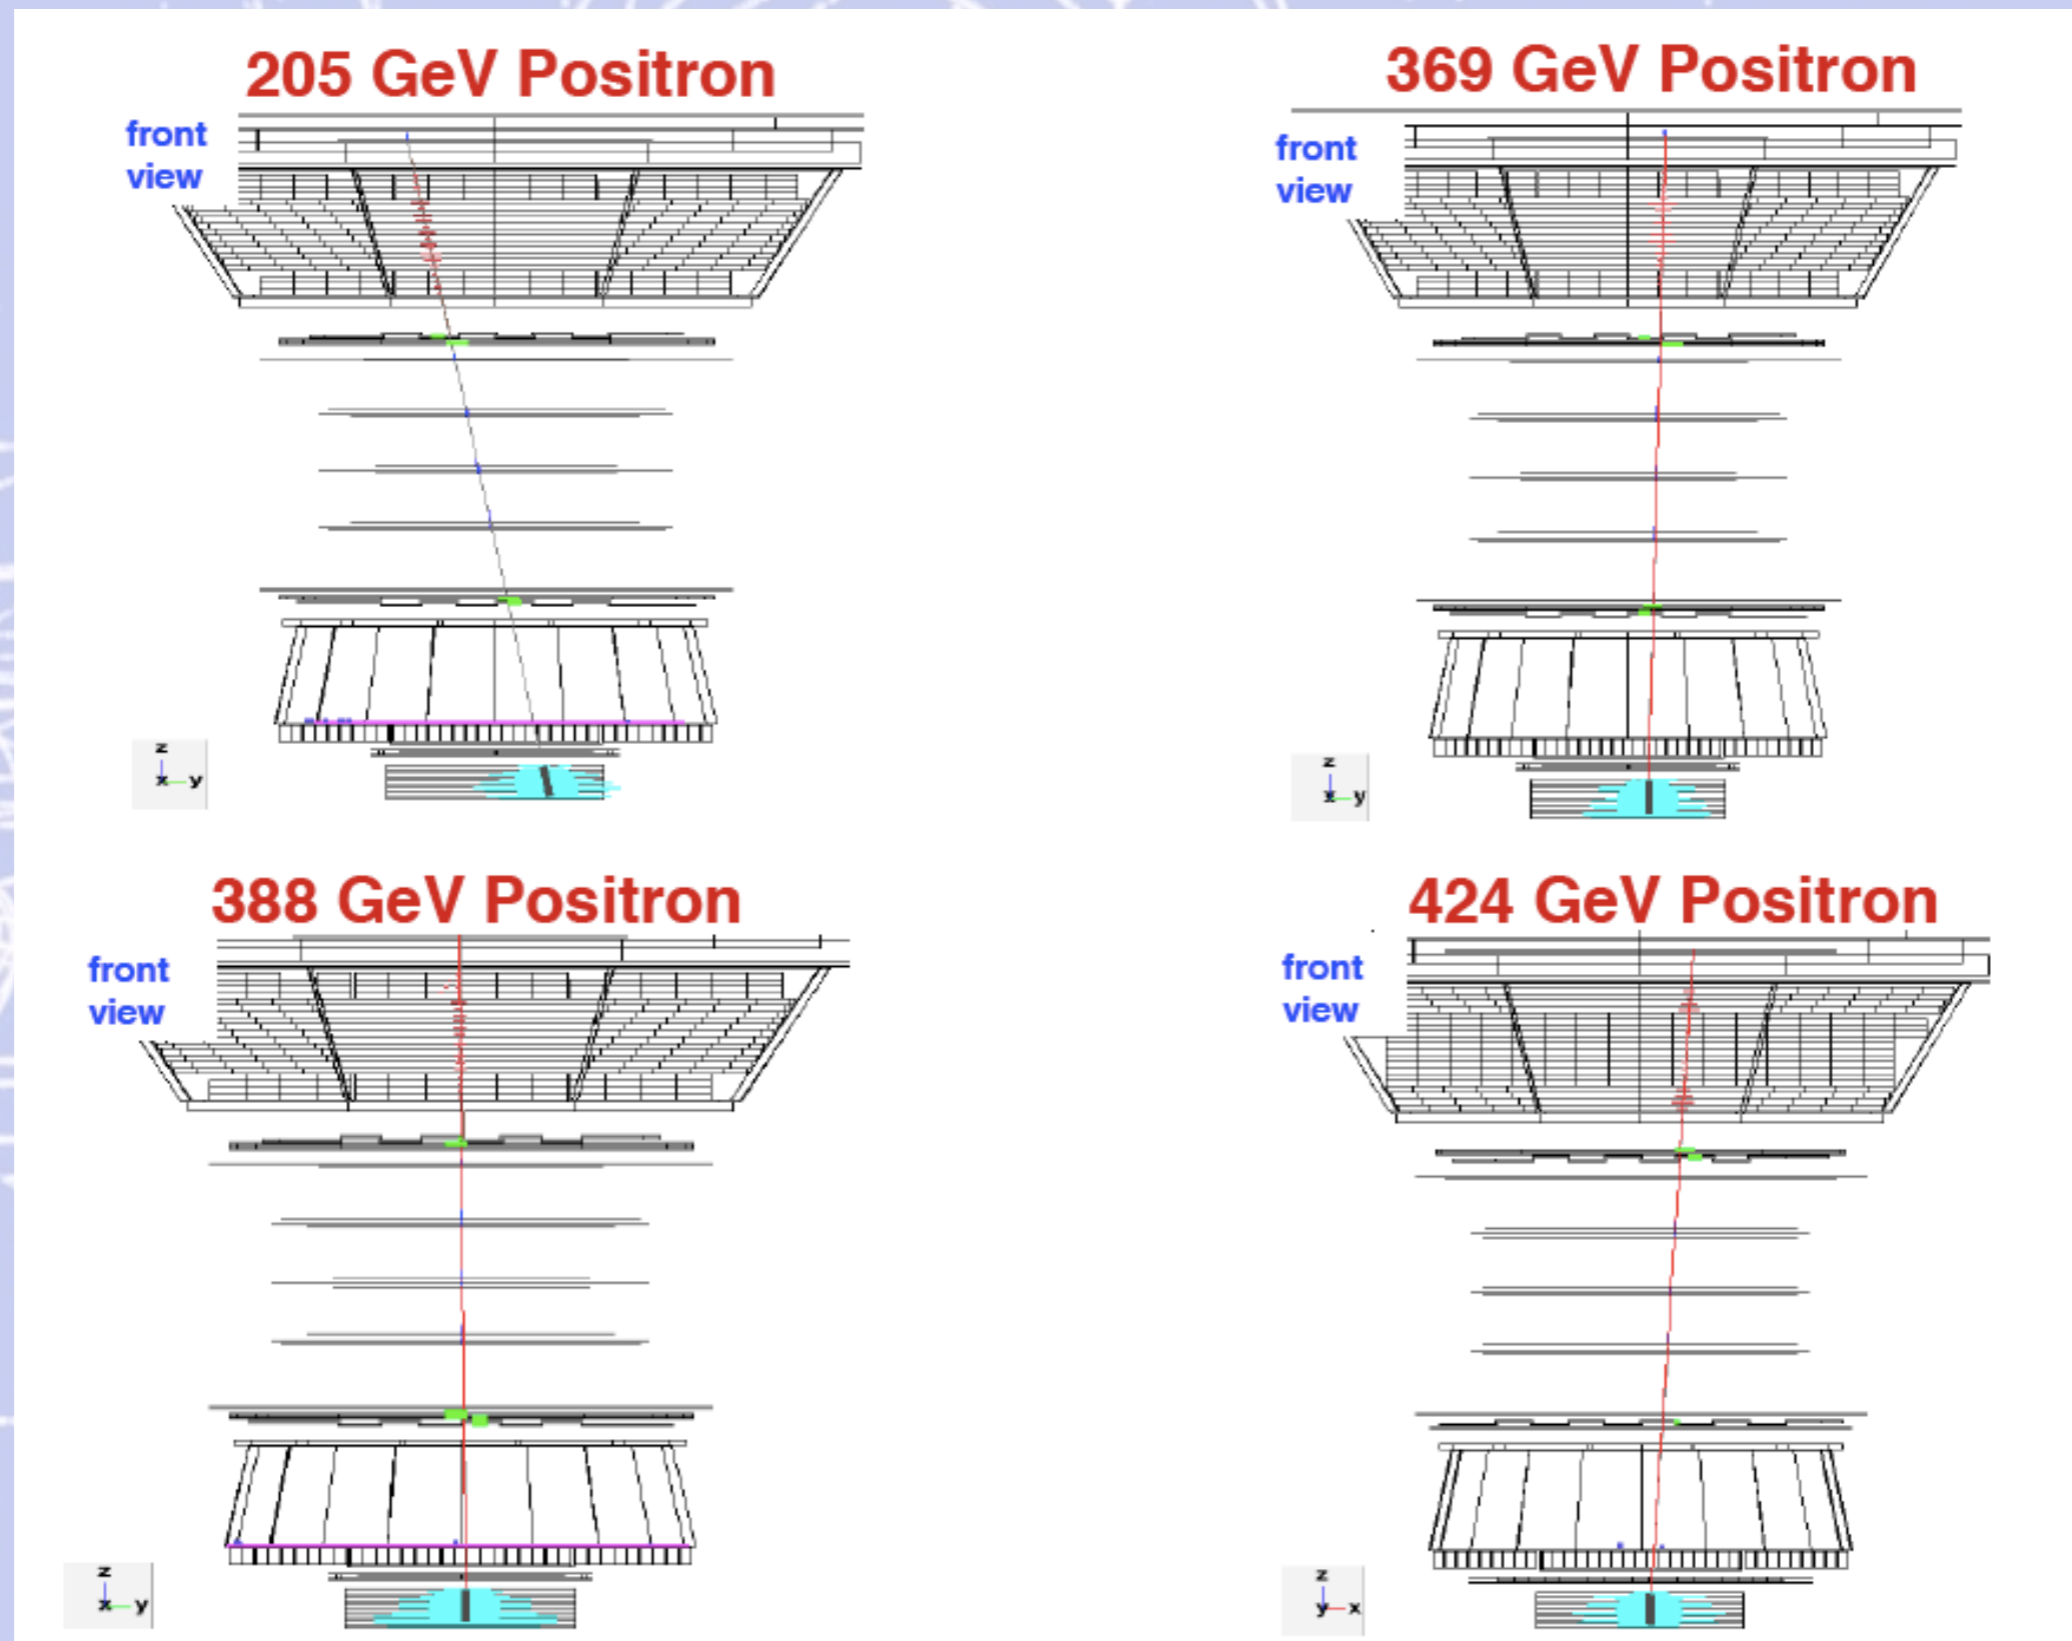 205 GeV Positron
front
view
z
x y
369 GeV Positron
front
view
z
x y
388 GeV Positron
front
view
z
x y
424 GeV Positron
front
view
z
y x